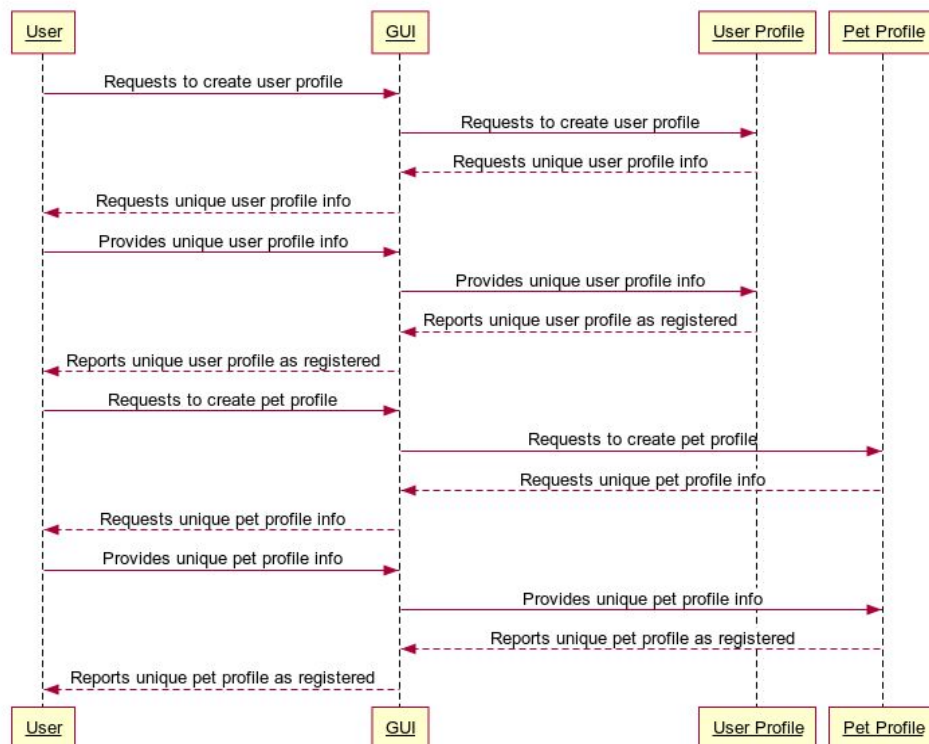 User
GUI
User Profile
Pet Profile
Requests to create user profile
Requests to create user profile
Requests unique user profile info
Requests unique user profile info
Provides unique user profile info
Provides unique user profile info
Reports unique user profile as registered
Reports unique user profile as registered
Requests to create pet profile
Requests to create pet profile
Requests unique pet profile info
Requests unique pet profile info
Provides unique pet profile info
Provides unique pet profile info
Reports unique pet profile as registered
Reports unique pet profile as registered
User
GUI
User Profile
Pet Profile